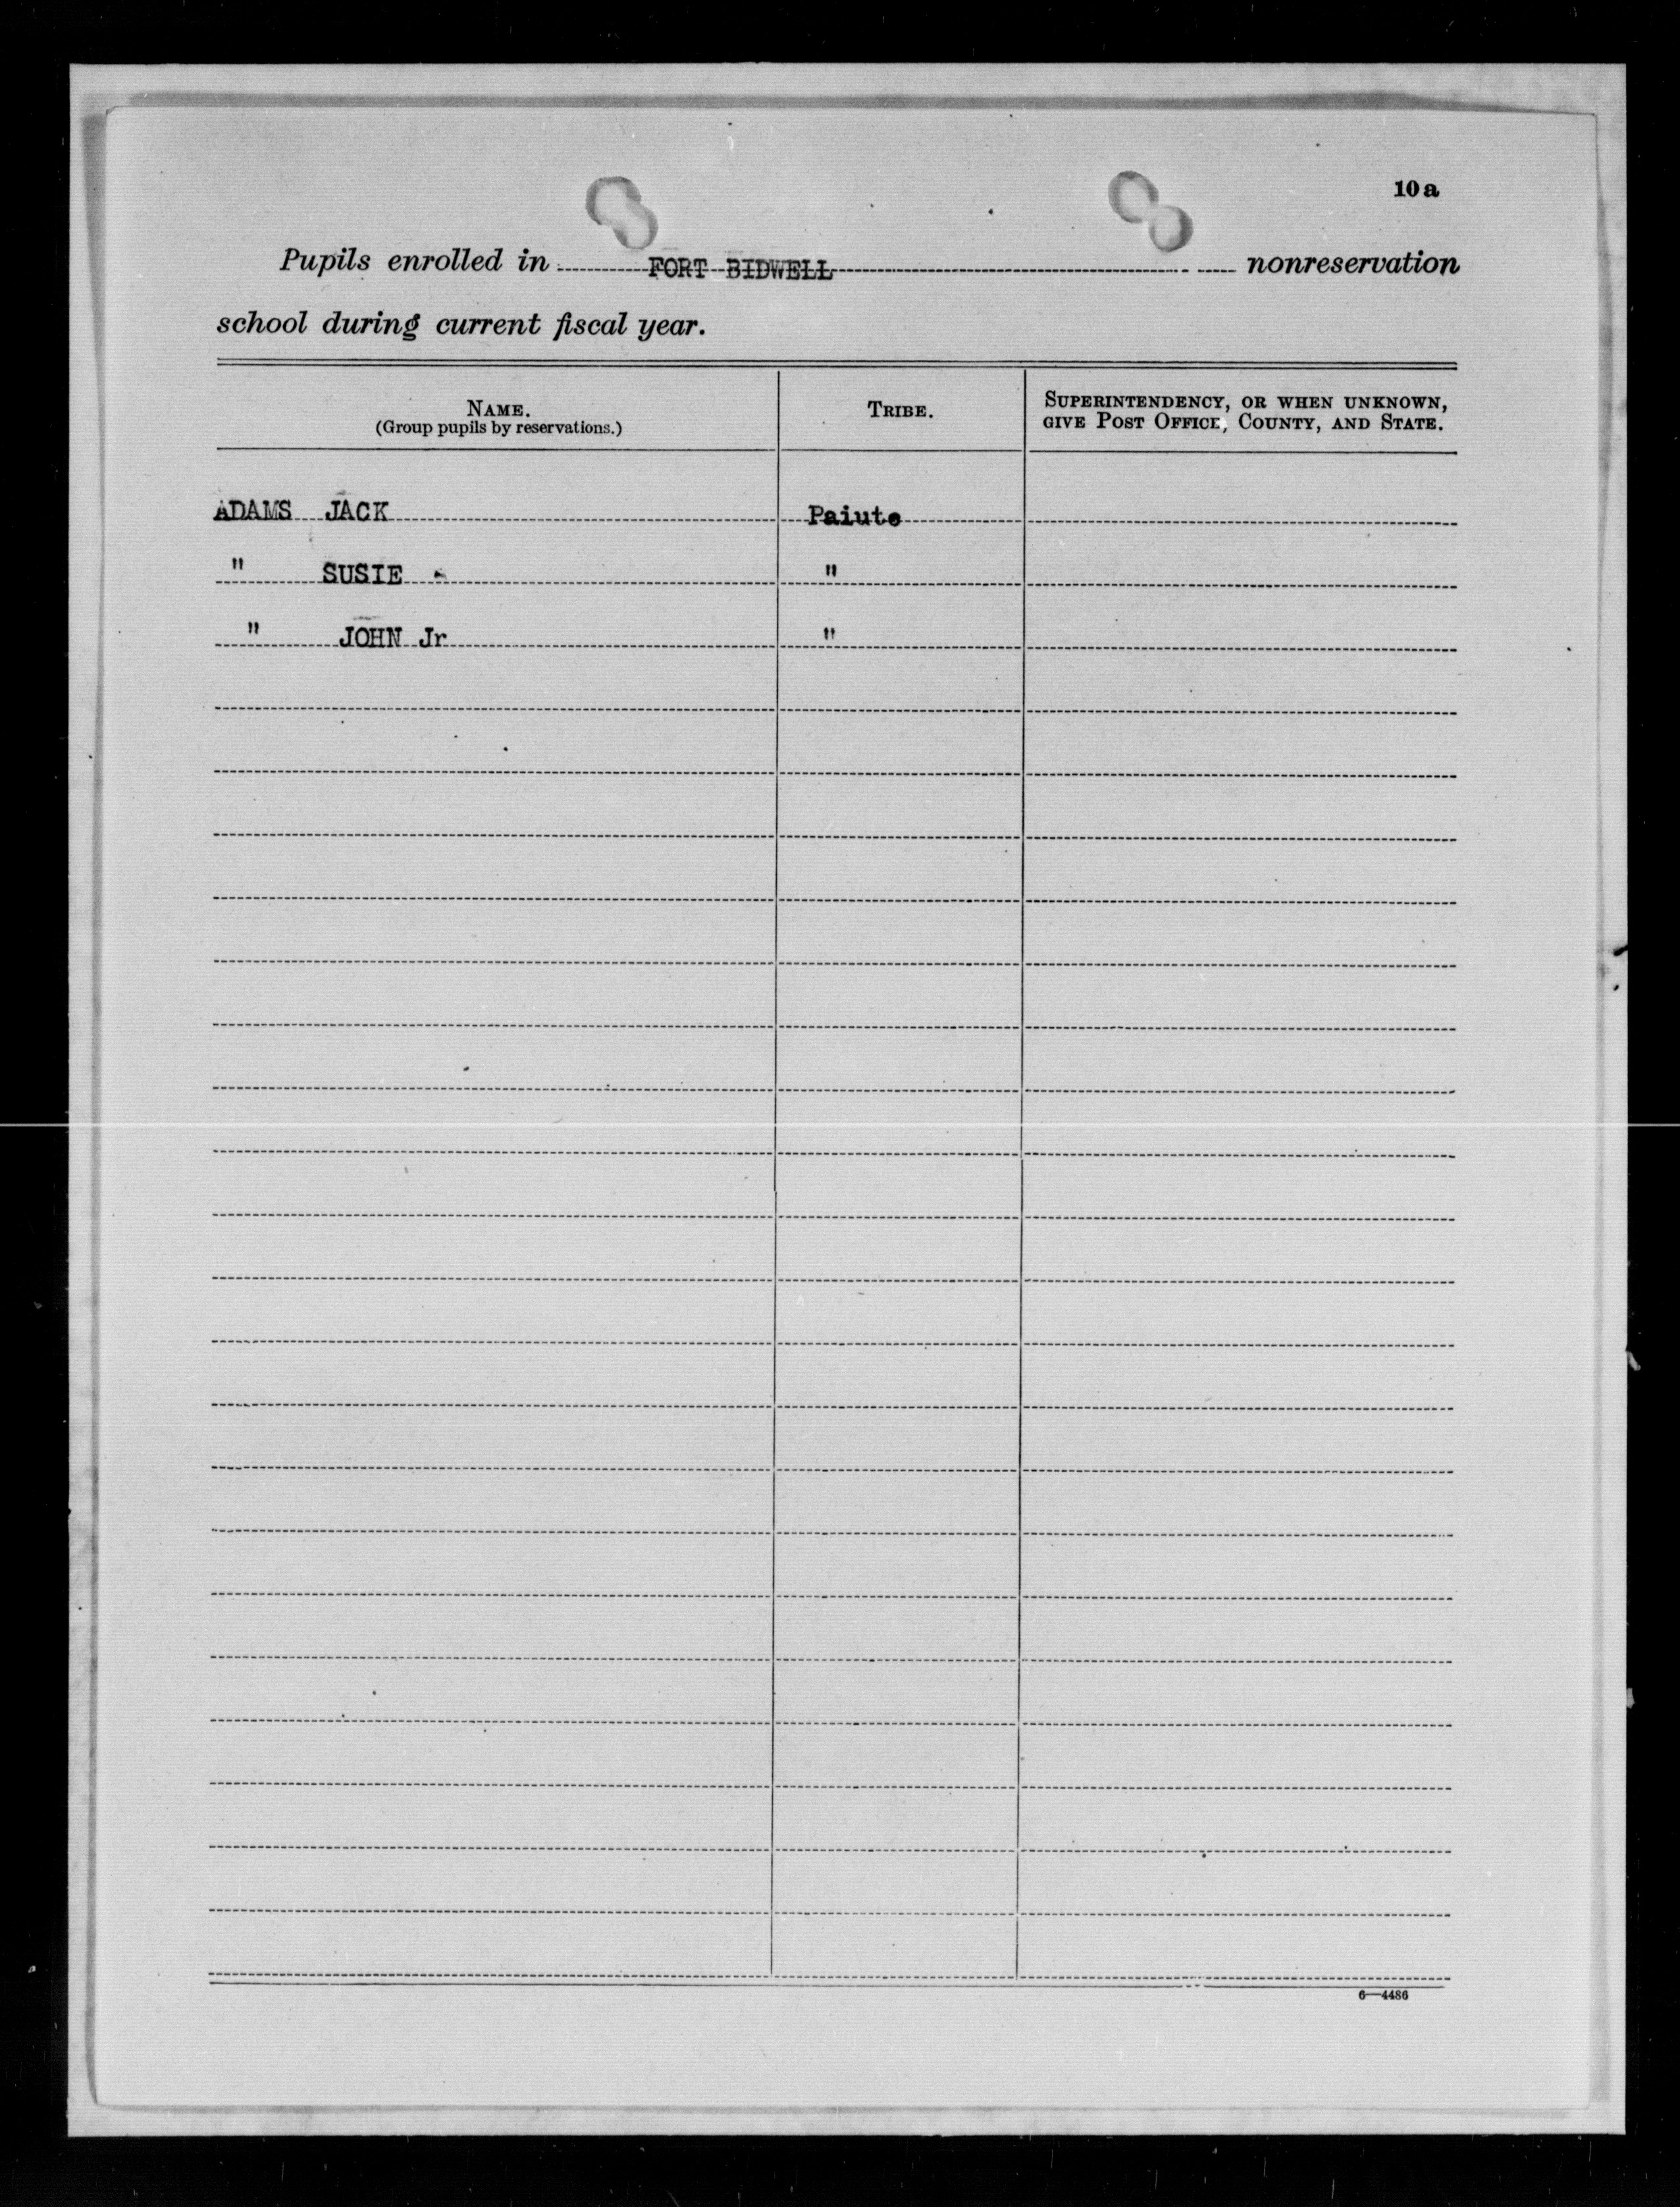 10a
Pupils enrolled in FORT BIDWELL nonreservation
school during current fiscal year.
NAME.
(Group pupils by reservations.)
TRIBE.
SUPERINTENDENCY, OR WHEN UNKNOWN,
GIVE POST OFFICE, COUNTY, AND STATE.
ADAMS JACK Paiute
" SUSIE "
" JOHN Jr "
6—4486